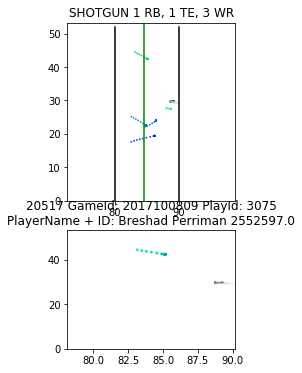 SHOTGUN 1 RB, 1 TE, 3 WR
50
40
30
20
10
0
80 90
20517 GameId: 2017100809 PlayId: 3075
PlayerName + ID: Breshad Perriman 2552597.0
40
20
0
80.0 82.5 85.0 87.5 90.0